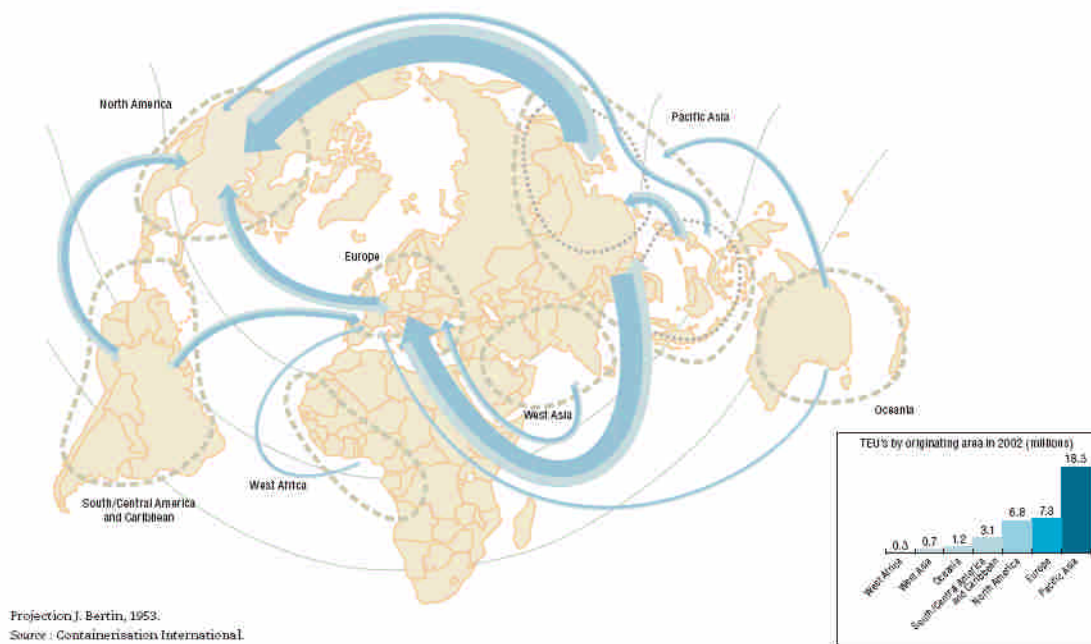 North America
Pacific Asia
Europe
West Asia
Oceania
West Africa
South/Central America
and Caribbean
TEU's by originating area in 2002 (millions)
0.3
0.7
1.2
3.1
6.8
7.3
18.3
West Africa
West Asia
Oceania
South/Central America
and Caribbean
North America
Europe
Pacific Asia
Projection J. Bertin, 1953.
Source : Containerisation International.